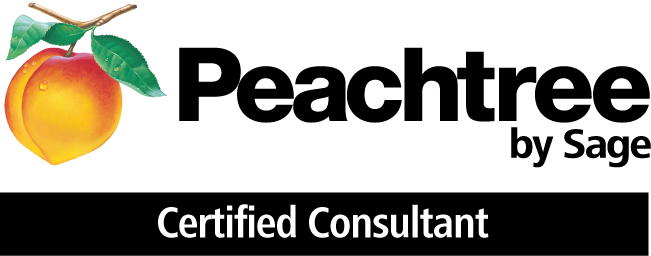 Peachtree
by Sage
Certified Consultant